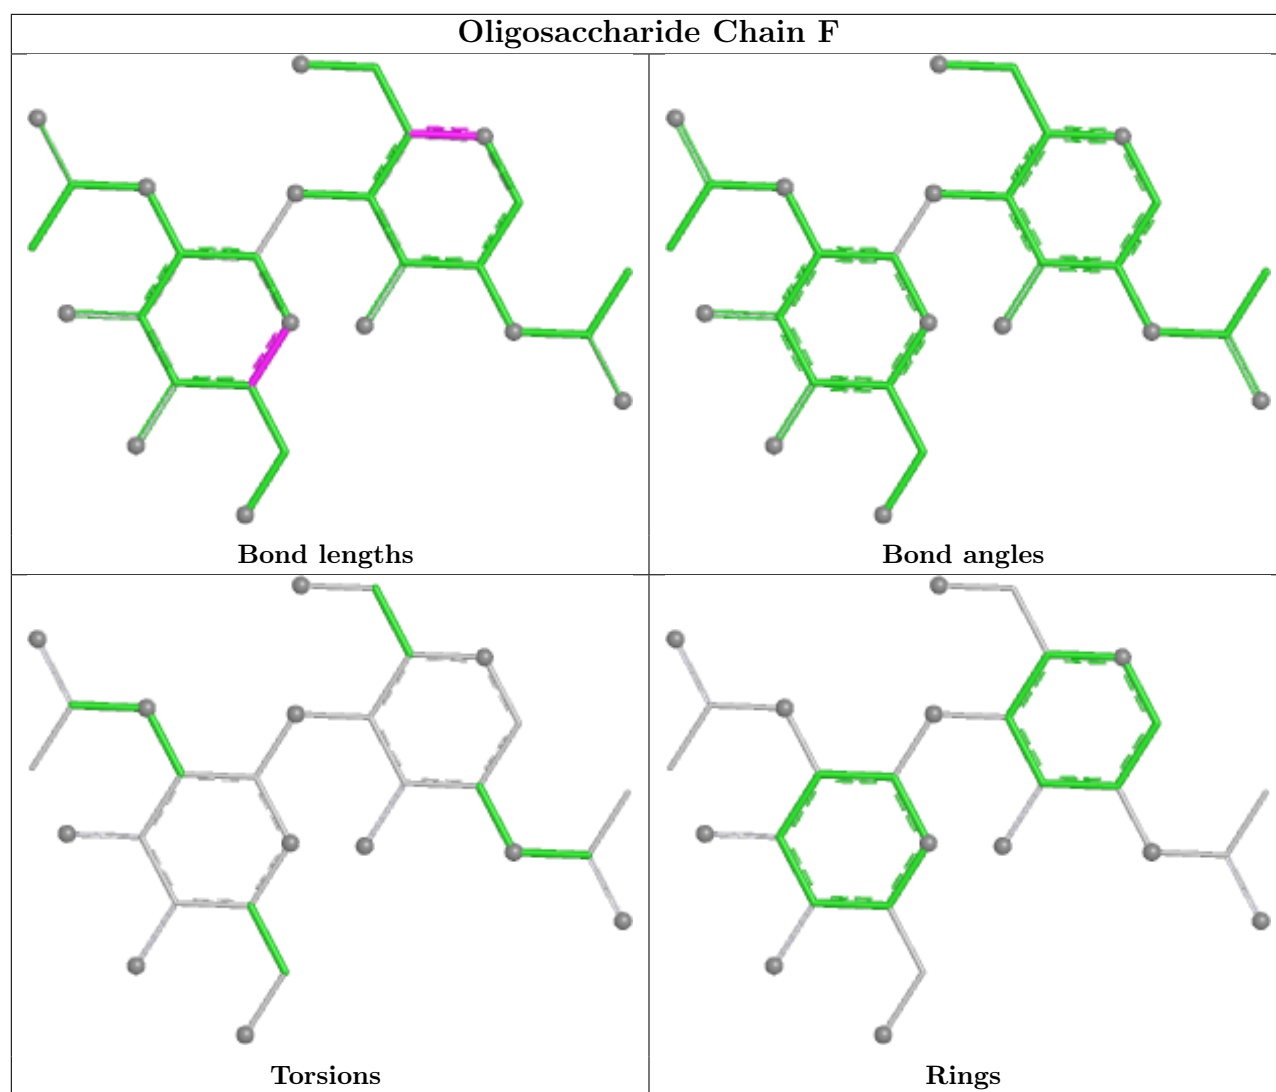 Oligosaccharide Chain F
Bond lengths
Bond angles
Torsions
Rings